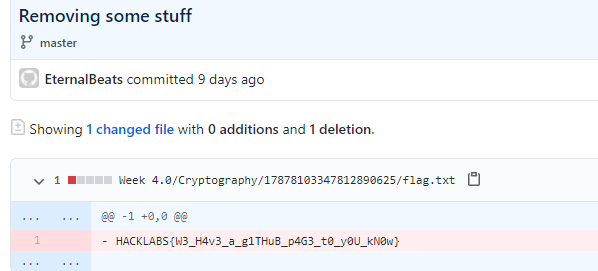 Removing some stuff
master
EternalBeats committed 9 days ago
Showing 1 changed file with 0 additions and 1 deletion.
1 Week 4.0/Cryptography/17878103347812890625/flag.txt
... ... @@ -1 +0,0 @@
1 - HACKLABS{W3_H4v3_a_g1THuB_p4G3_t0_y0U_kN0w}
... ...